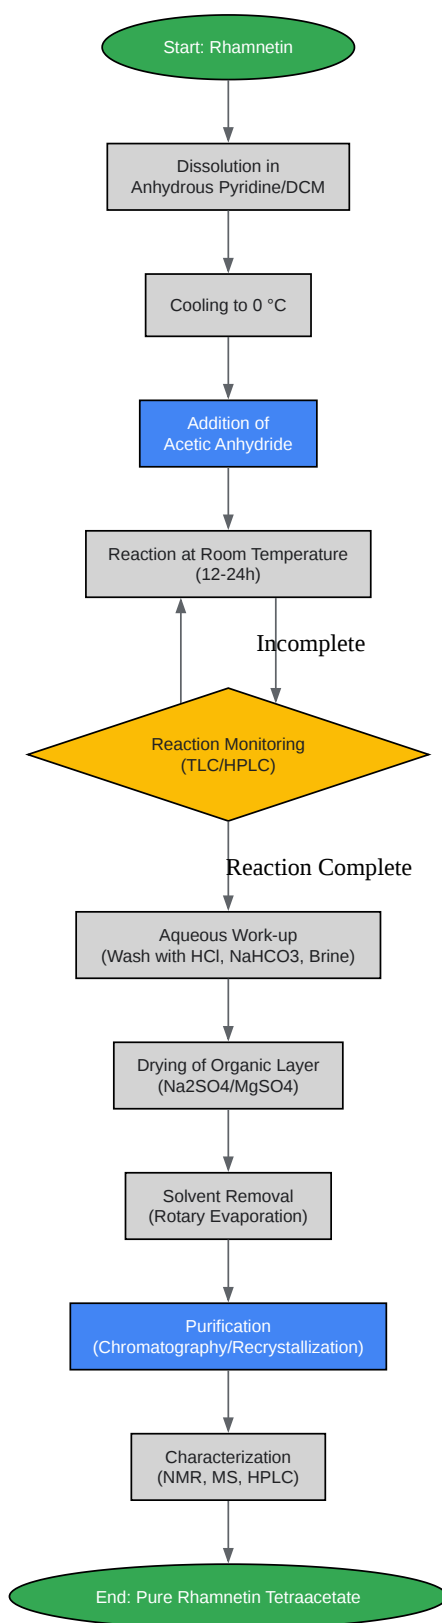 Start: Rhamnetin
Dissolution in
Anhydrous Pyridine/DCM
Cooling to 0 °C
Addition of
Acetic Anhydride
Reaction at Room Temperature
(12-24h)
Incomplete
Reaction Monitoring
(TLC/HPLC)
Reaction Complete
Aqueous Work-up
(Wash with HCl, NaHCO3, Brine)
Drying of Organic Layer
(Na2SO4/MgSO4)
Solvent Removal
(Rotary Evaporation)
Purification
(Chromatography/Recrystallization)
Characterization
(NMR, MS, HPLC)
End: Pure Rhamnetin Tetraacetate